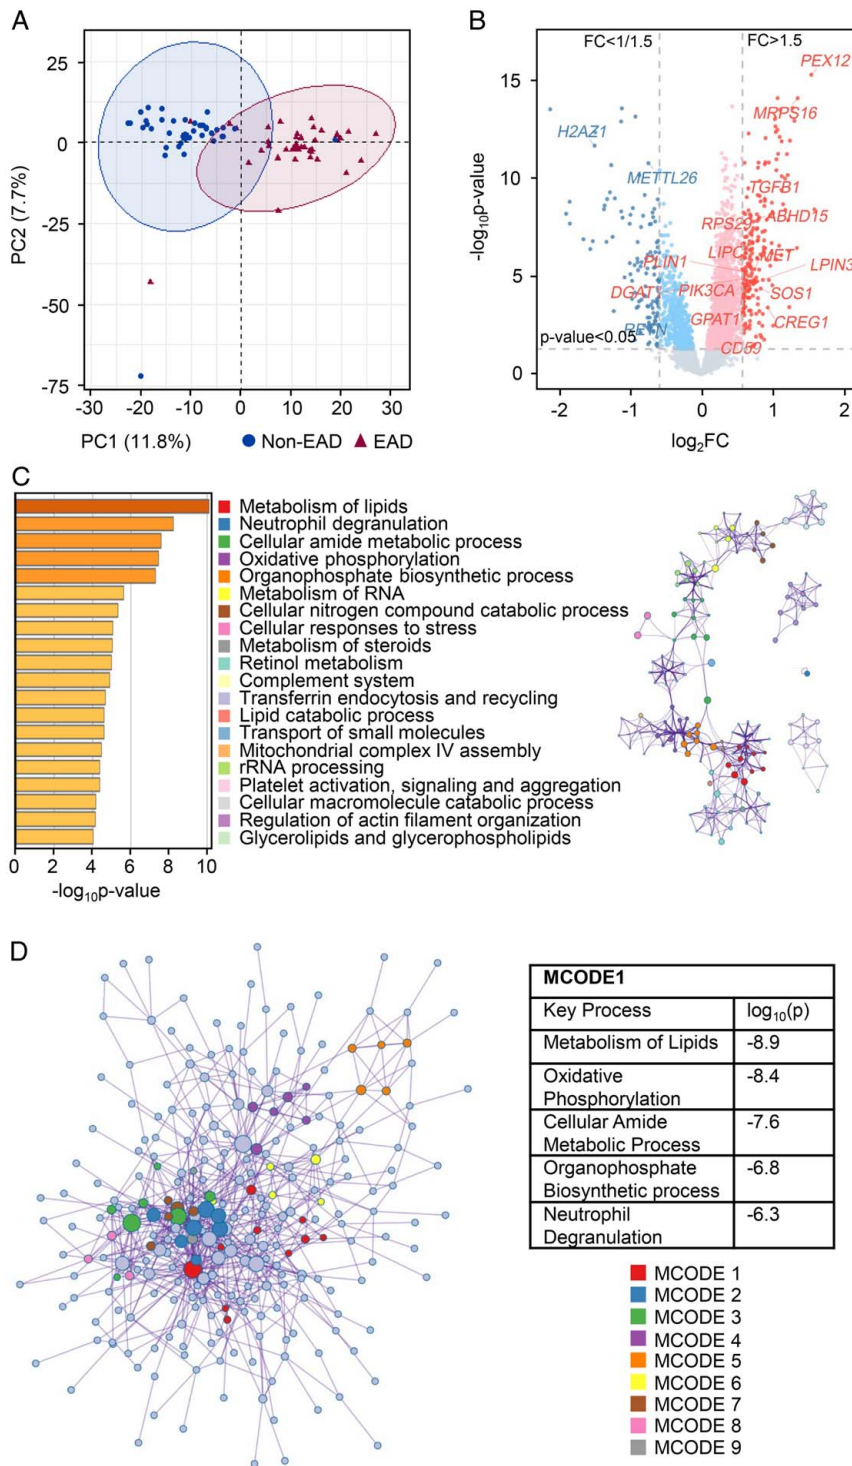 A
25
0
-25
-50
-75
PC2 (7.7%)
-30 -20 -10 0 10 20 30
PC1 (11.8%) Non-EAD EAD
B
FC<1/1.5 FC>1.5
15
10
5
0
-log10p-value
PEX12
MRPS16
H2AZ1
METTL26
TGFB1
RPS29 ABHD15
PLIN1 LIPC MET LPIN3
DGAT1 PIK3CA SOS1
GPAT1 CREG1
PFTN
p-value<0.05
CD59
-2 -1 0 1 2
log2FC
C
Metabolism of lipids
Neutrophil degranulation
Cellular amide metabolic process
Oxidative phosphorylation
Organophosphate biosynthetic process
Metabolism of RNA
Cellular nitrogen compound catabolic process
Cellular responses to stress
Metabolism of steroids
Retinol metabolism
Complement system
Transferrin endocytosis and recycling
Lipid catabolic process
Transport of small molecules
Mitochondrial complex IV assembly
rRNA processing
Platelet activation, signaling and aggregation
Cellular macromolecule catabolic process
Regulation of actin filament organization
Glycerolipids and glycerophospholipids
0 2 4 6 8 10
-log10p-value
D
MCODE1
Key Process log10(p)
Metabolism of Lipids -8.9
Oxidative -8.4
Phosphorylation
Cellular Amide -7.6
Metabolic Process
Organophosphate -6.8
Biosynthetic process
Neutrophil -6.3
Degranulation
MCODE 1
MCODE 2
MCODE 3
MCODE 4
MCODE 5
MCODE 6
MCODE 7
MCODE 8
MCODE 9